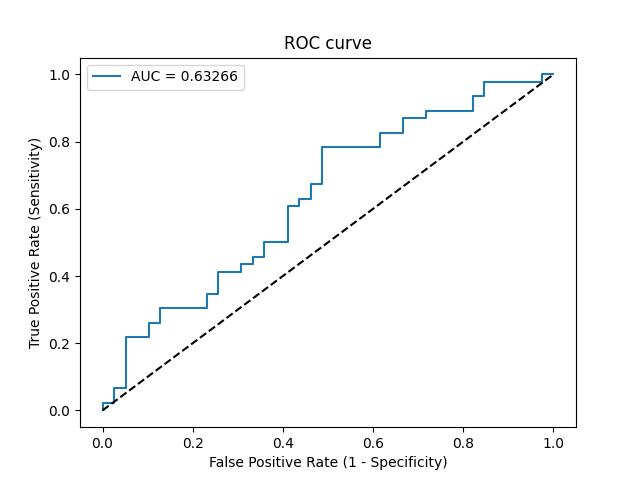 ROC curve
AUC = 0.63266
True Positive Rate (Sensitivity)
1.0
0.8
0.6
0.4
0.2
0.0
0.0 0.2 0.4 0.6 0.8 1.0
False Positive Rate (1 - Specificity)